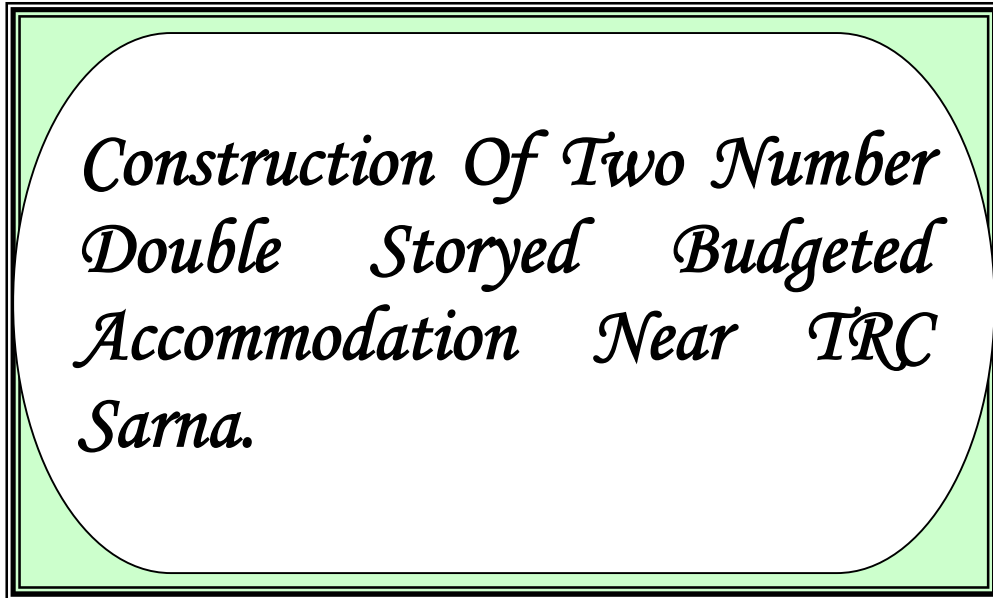 Construction Of Two Number
Double Storyed Budgeted
Accommodation Near TRC
Sarna.